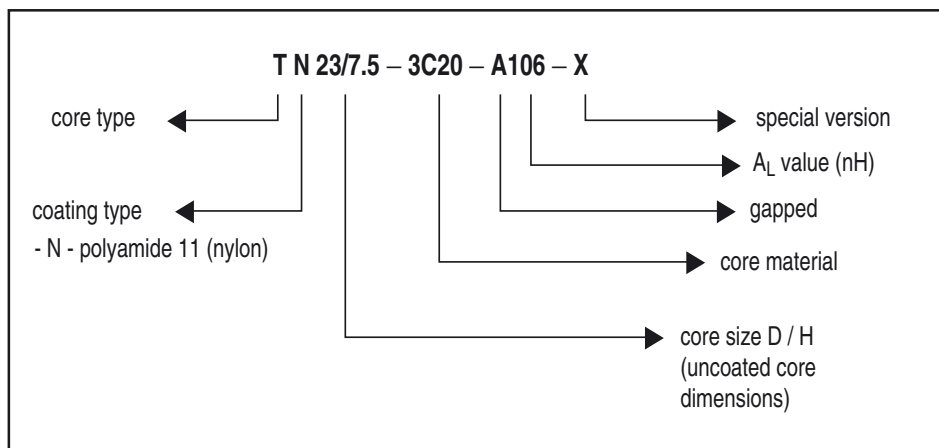 T N 23/7.5 – 3C20 – A106 – X
core type
special version
AL value (nH)
coating type
- N - polyamide 11 (nylon)
gapped
core material
core size D / H
(uncoated core
dimensions)